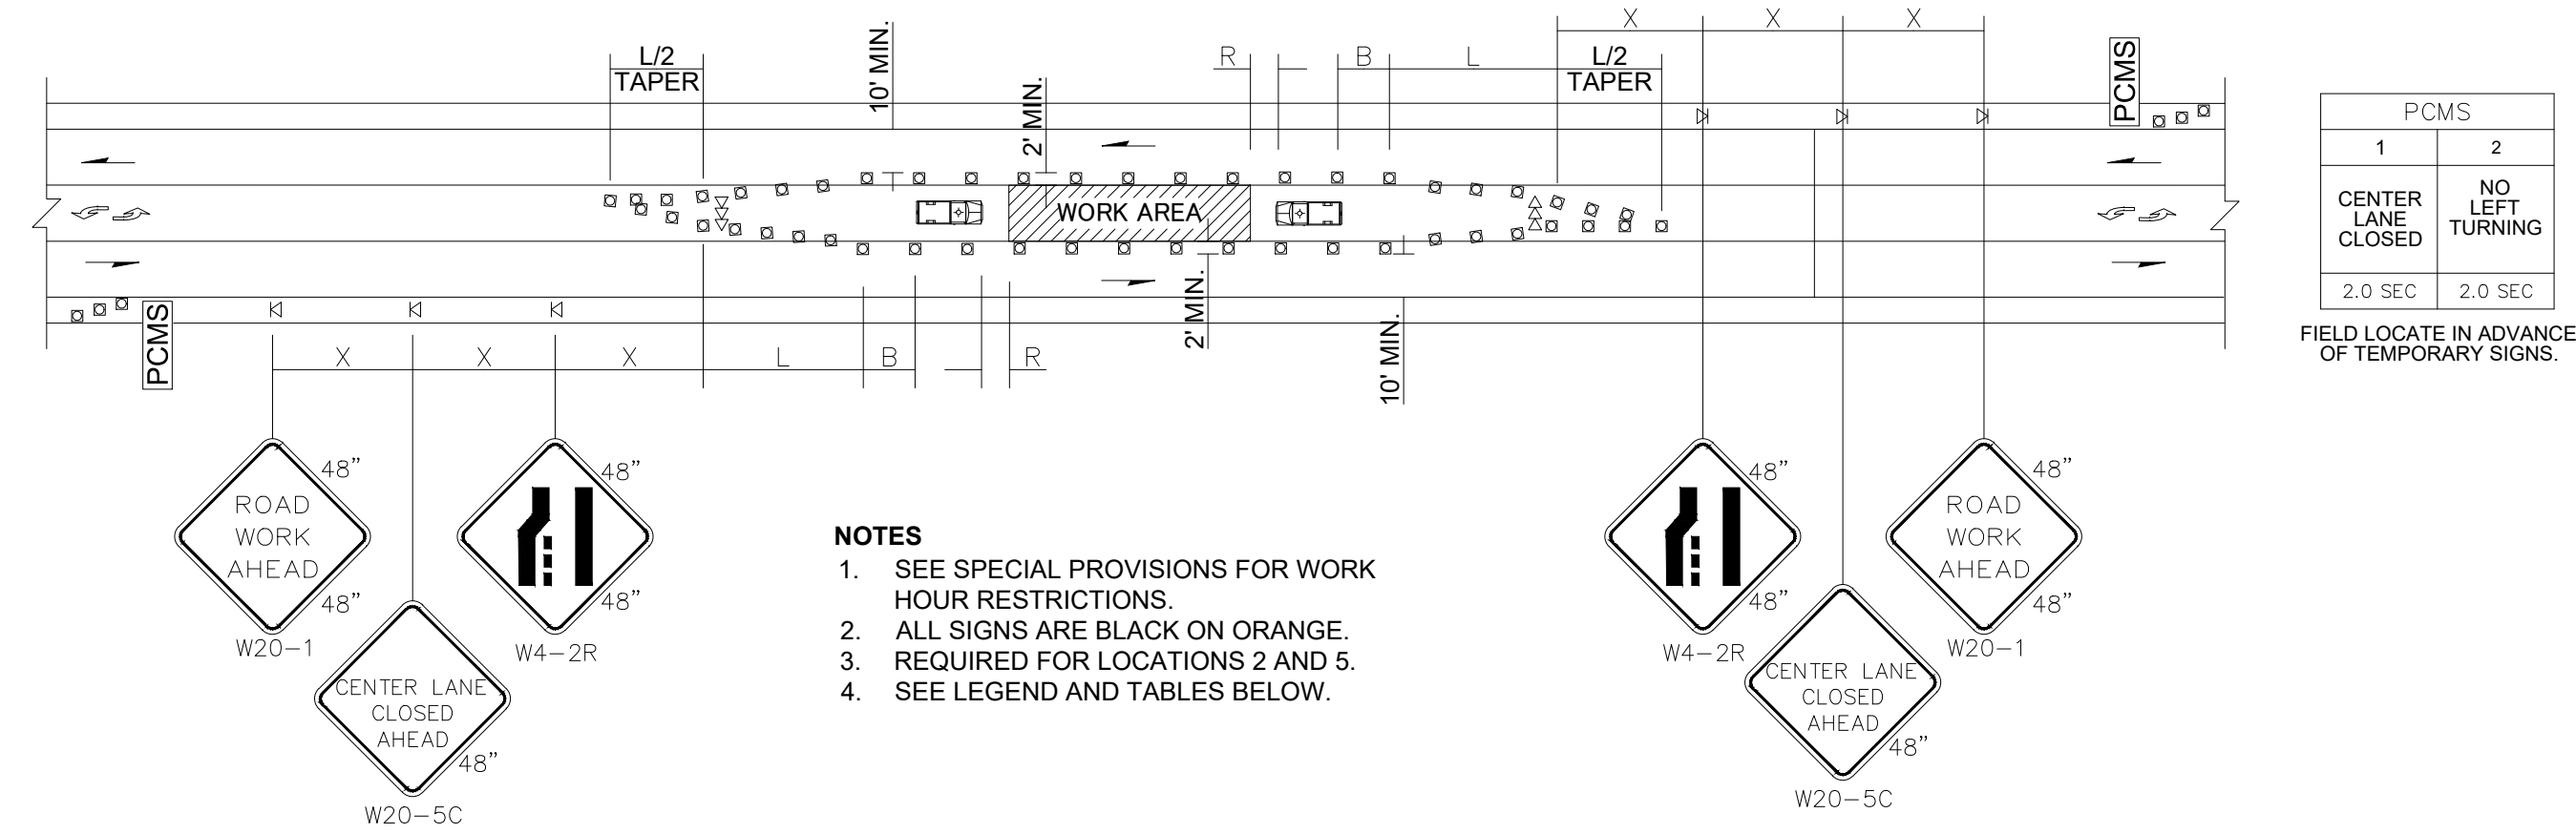 X X X
L/2
TAPER
10' MIN.
2' MIN.
R B L
L/2
TAPER
PCMS
WORK AREA
PCMS
X X X L B R
2' MIN.
10' MIN.
PCMS
1 2
CENTER
LANE
CLOSED
NO
LEFT
TURNING
2.0 SEC 2.0 SEC
FIELD LOCATE IN ADVANCE
OF TEMPORARY SIGNS.
48”
ROAD
WORK
AHEAD
48”
W20-1
CENTER LANE
CLOSED
AHEAD
48”
W20-5C
48”
48”
W4-2R
NOTES
1. SEE SPECIAL PROVISIONS FOR WORK
HOUR RESTRICTIONS.
2. ALL SIGNS ARE BLACK ON ORANGE.
3. REQUIRED FOR LOCATIONS 2 AND 5.
4. SEE LEGEND AND TABLES BELOW.
48”
48”
W4-2R
CENTER LANE
CLOSED
AHEAD
48”
W20-5C
48”
ROAD
WORK
AHEAD
48”
W20-1